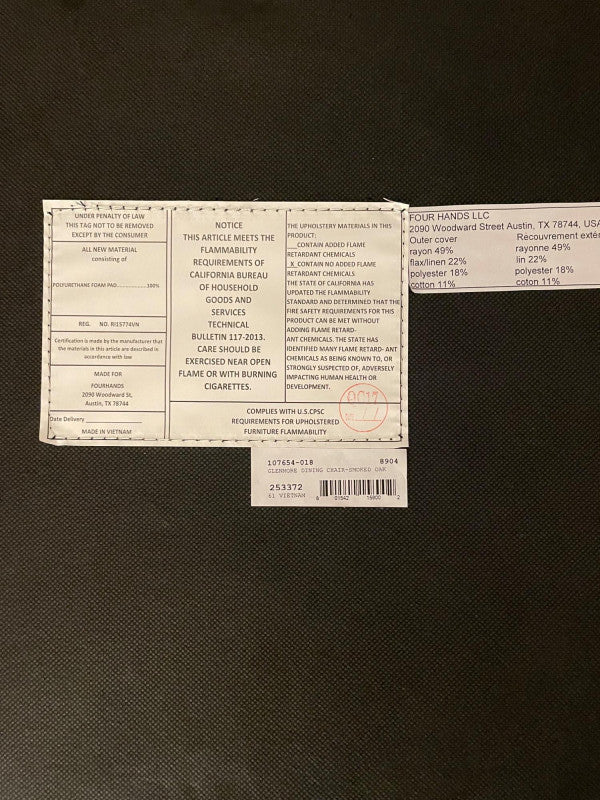 UNDER PENALTY OF LAW
THIS TAG NOT TO BE REMOVED
EXCEPT BY THE CONSUMER
ALL NEW MATERIAL
consisting of
POLYURETHANE FOAM PAD...............100%
REG. NO. RI15774VN
Certification is made by the manufacturer that
the materials in this article are described in
accordance with law
MADE FOR
FOURHANDS
2090 Woodward St,
Austin, TX 78744
Date Delivery
MADE IN VIETNAM
NOTICE
THIS ARTICLE MEETS THE
FLAMMABILITY
REQUIREMENTS OF
CALIFORNIA BUREAU
OF HOUSEHOLD
GOODS AND
SERVICES
TECHNICAL
BULLETIN 117-2013.
CARE SHOULD BE
EXERCISED NEAR OPEN
FLAME OR WITH BURNING
CIGARETTES.
THE UPHOLSTERY MATERIALS IN THIS
PRODUCT:
___CONTAIN ADDED FLAME
RETARDANT CHEMICALS
_X_CONTAIN NO ADDED FLAME
RETARDANT CHEMICALS
THE STATE OF CALIFORNIA HAS
UPDATED THE FLAMMABILITY
STANDARD AND DETERMINED THAT THE
FIRE SAFETY REQUIREMENTS FOR THIS
PRODUCT CAN BE MET WITHOUT
ADDING FLAME RETARD-
ANT CHEMICALS. THE STATE HAS
IDENTIFIED MANY FLAME RETARD- ANT
CHEMICALS AS BEING KNOWN TO, OR
STRONGLY SUSPECTED OF, ADVERSELY
IMPACTING HUMAN HEALTH OR
DEVELOPMENT.
COMPLIES WITH U.S.CPSC
REQUIREMENTS FOR UPHOLSTERED
FURNITURE FLAMMABILITY
FOUR HANDS LLC
2090 Woodward Street Austin, TX 78744, USA
Outer cover
rayon 49%
flax/linen 22%
polyester 18%
cotton 11%
Recouvrement exté
rayonne 49%
lin 22%
polyester 18%
coton 11%
107654-018 8904
GLENMORE DINING CHAIR-SMOKED OAK
253372
61 VIETNAM